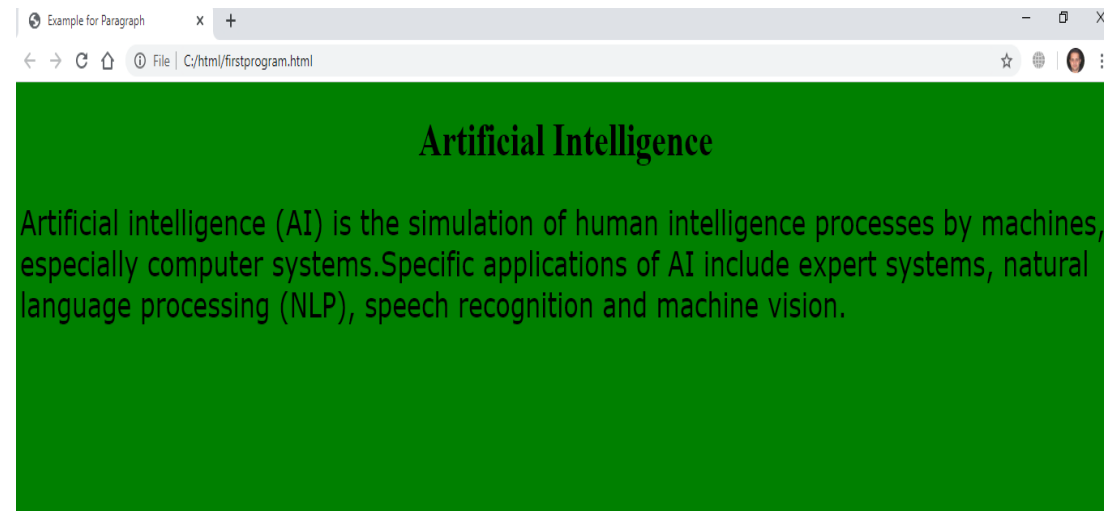 Example for Paragraph
File | C:/html/firstprogram.html
Artificial Intelligence
Artificial intelligence (AI) is the simulation of human intelligence processes by machines,
especially computer systems.Specific applications of AI include expert systems, natural
language processing (NLP), speech recognition and machine vision.